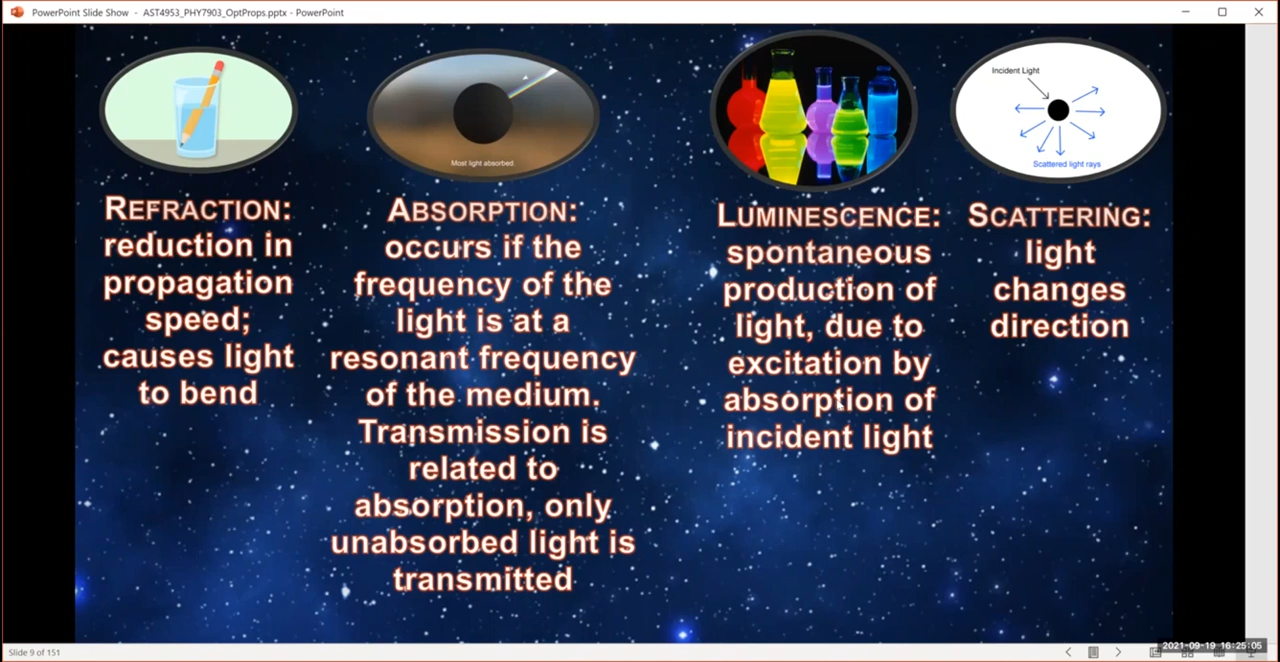 PowerPoint Slide Show - AST4953_PHY7903_OptProps.pptx - PowerPoint
Most light absorbed.
Incident Light
Scattered light rays
REFRACTION:
reduction in
propagation
speed;
causes light
to bend
ABSORPTION:
occurs if the
frequency of the
light is at a
resonant frequency
of the medium.
Transmission is
related to
absorption, only
unabsorbed light is
transmitted
LUMINESCENCE:
spontaneous
production of
light, due to
excitation by
absorption of
incident light
SCATTERING:
light
changes
direction
Slide 9 of 151
2021-09-19 16:25:05